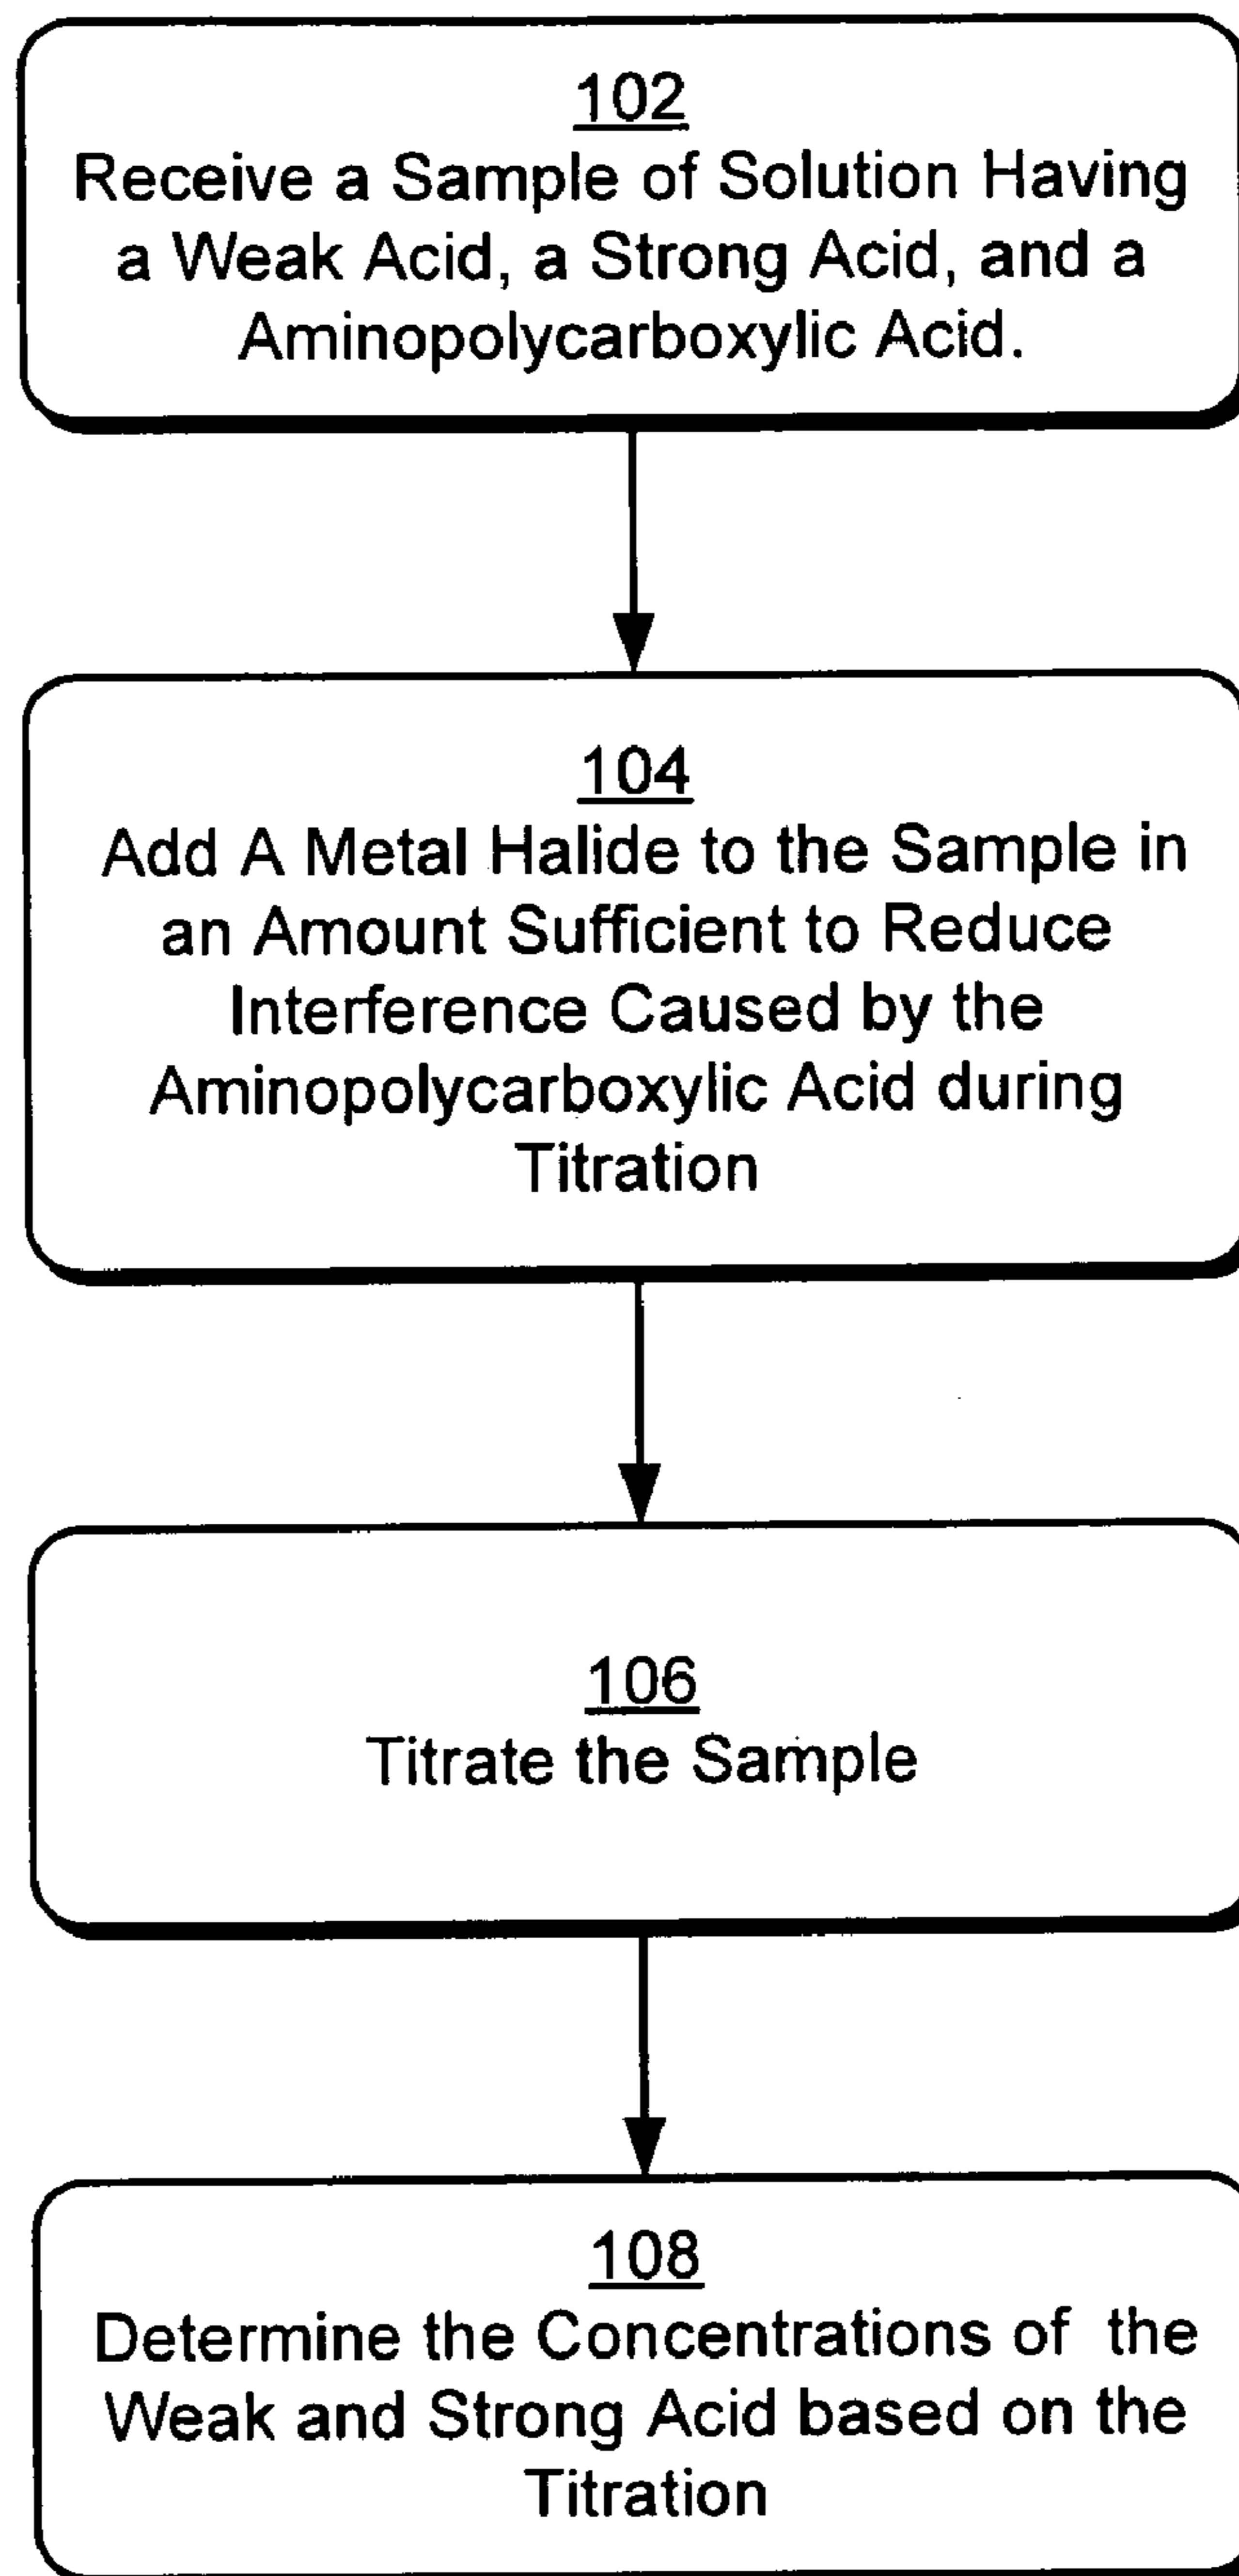 102
Receive a Sample of Solution Having
a Weak Acid, a Strong Acid, and a
Aminopolycarboxylic Acid.
104
Add A Metal Halide to the Sample in
an Amount Sufficient to Reduce
Interference Caused by the
Aminopolycarboxylic Acid during
Titration
106
Titrate the Sample
108
Determine the Concentrations of the
Weak and Strong Acid based on the
Titration